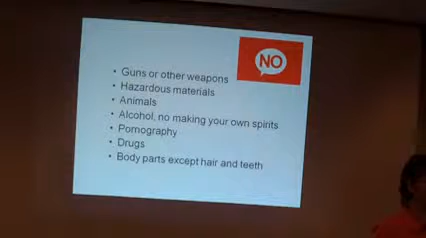 NO
• Guns or other weapons
• Hazardous materials
• Animals
• Alcohol, no making your own spirits
• Pornography
• Drugs
• Body parts except hair and teeth